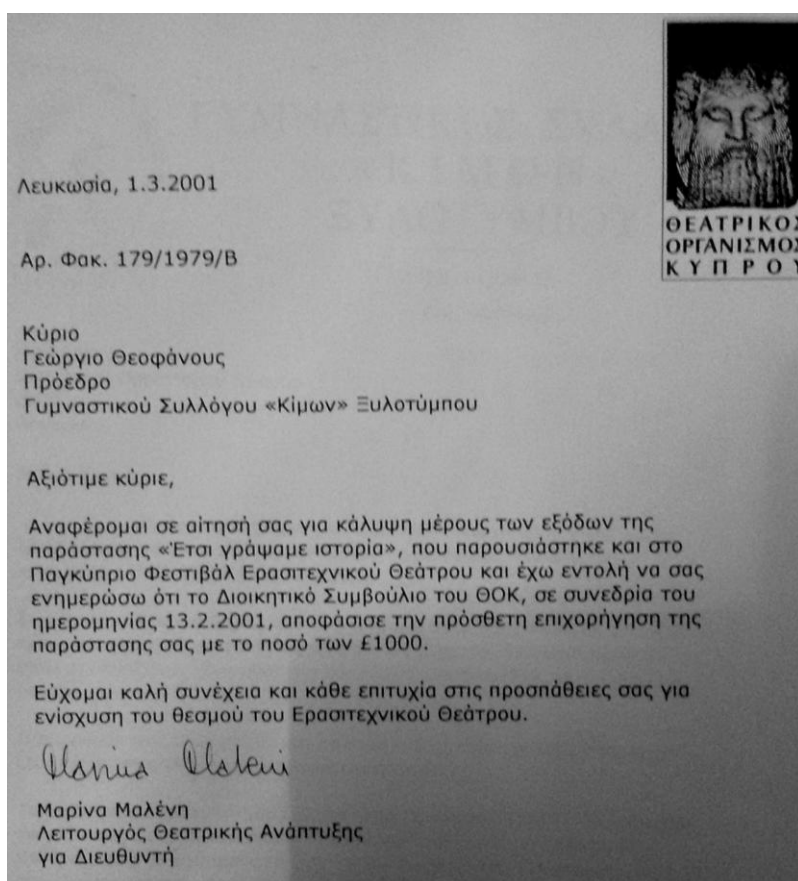 Λευκωσία, 1.3.2001
ΘΕΑΤΡΙΚΟΣ
ΟΡΓΑΝΙΣΜΟΣ
ΚΥΠΡΟΥ
Αρ. Φακ. 179/1979/Β
Κύριο
Γεώργιο Θεοφάνους
Πρόεδρο
Γυμναστικού Συλλόγου «Κίμων» Ξυλοτύμπου
Αξιότιμε κύριε,
Αναφέρομαι σε αίτησή σας για κάλυψη μέρους των εξόδων της
παράστασης «Έτσι γράψαμε ιστορία», που παρουσιάστηκε και στο
Παγκύπριο Φεστιβάλ Ερασιτεχνικού Θεάτρου και έχω εντολή να σας
ενημερώσω ότι το Διοικητικό Συμβούλιο του ΘΟΚ, σε συνεδρία του
ημερομηνίας 13.2.2001, αποφάσισε την πρόσθετη επιχορήγηση της
παράστασης σας με το ποσό των £1000.
Εύχομαι καλή συνέχεια και κάθε επιτυχία στις προσπάθειες σας για
ενίσχυση του θεσμού του Ερασιτεχνικού Θεάτρου.
Μαρίνα Μαλένη
Λειτουργός Θεατρικής Ανάπτυξης
για Διευθυντή